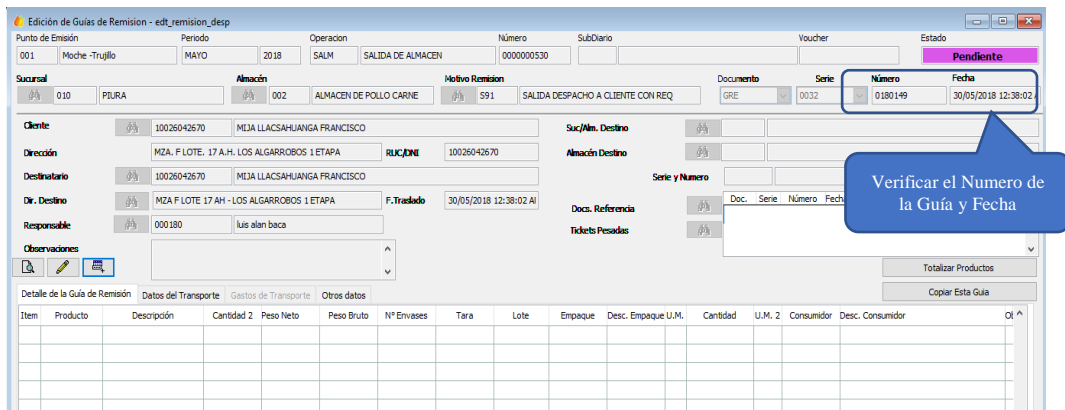 Edición de Guías de Remision - edt_remision_desp
Punto de Emisión Periodo Operacion Número SubDiario Voucher Estado
001 Moche -Trujillo MAYO 2018 SALM SALIDA DE ALMACEN 0000000530 Pendiente
Sucursal Almacén Motivo Remision Documento Serie Número Fecha
010 PIURA 002 ALMACEN DE POLLO CARNE S91 SALIDA DESPACHO A CLIENTE CON REQ GRE 0032 0180149 30/05/2018 12:38:02
Cliente 10026042670 MIJA LLACSAHUANGA FRANCISCO Suc/Alm. Destino
Dirección MZA. F LOTE. 17 A.H. LOS ALGARROBOS 1 ETAPA RUC/DNI 10026042670 Almacén Destino
Destinatario 10026042670 MIJA LLACSAHUANGA FRANCISCO Serie y Numero
Dir. Destino MZA F LOTE 17 AH - LOS ALGARROBOS 1 ETAPA F.Traslado 30/05/2018 12:38:02 Al Docs. Referencia Doc. Serie Número Fech
Responsable 000180 luis alan baca Tickets Pesadas
Observaciones
Verificar el Numero de
la Guía y Fecha
Totalizar Productos
Copiar Esta Guia
Detalle de la Guía de Remisión Datos del Transporte Gastos de Transporte Otros datos
Item Producto Descripción Cantidad 2 Peso Neto Peso Bruto Nº Envases Tara Lote Empaque Desc. Empaque U.M. Cantidad U.M. 2 Consumidor Desc. Consumidor